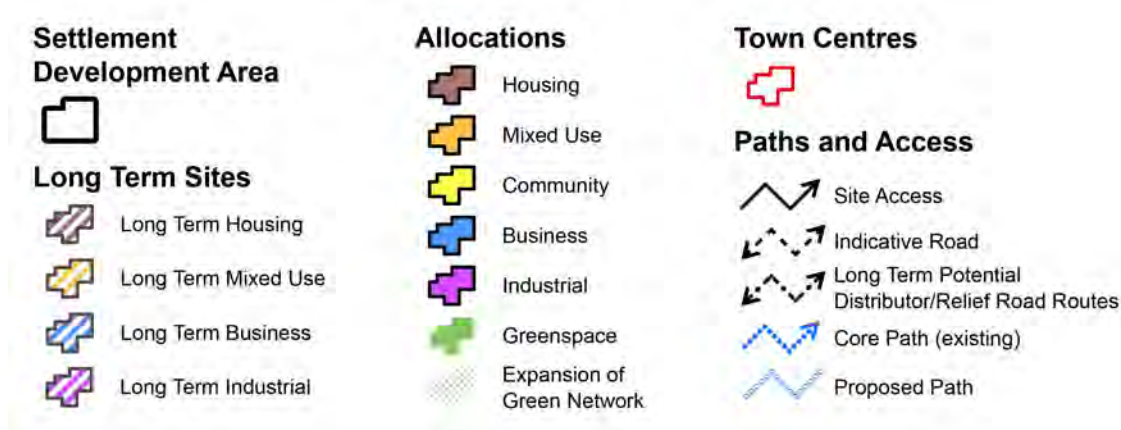 Settlement
Development Area
Long Term Sites
Long Term Housing
Long Term Mixed Use
Long Term Business
Long Term Industrial
Allocations
Housing
Mixed Use
Community
Business
Industrial
Greenspace
Expansion of
Green Network
Town Centres
Paths and Access
Site Access
Indicative Road
Long Term Potential
Distributor/Relief Road Routes
Core Path (existing)
Proposed Path